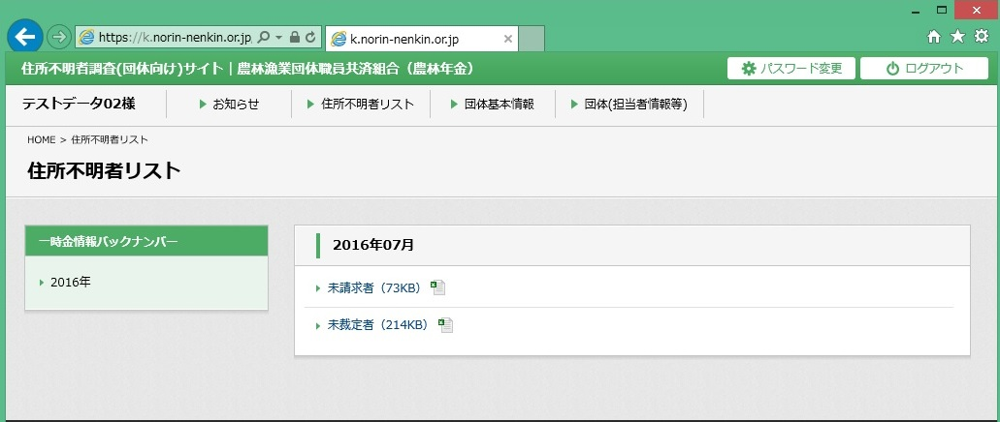 https://k.norin-nenkin.or.jp
k.norin-nenkin.or.jp
住所不明者調査(団体向け)サイト｜農林漁業団体職員共済組合（農林年金）
パスワード変更
ログアウト
テストデータ02様
お知らせ
住所不明者リスト
団体基本情報
団体(担当者情報等)
HOME > 住所不明者リスト
住所不明者リスト
一時金情報バックナンバー
2016年
2016年07月
未請求者（73KB）
未裁定者（214KB）